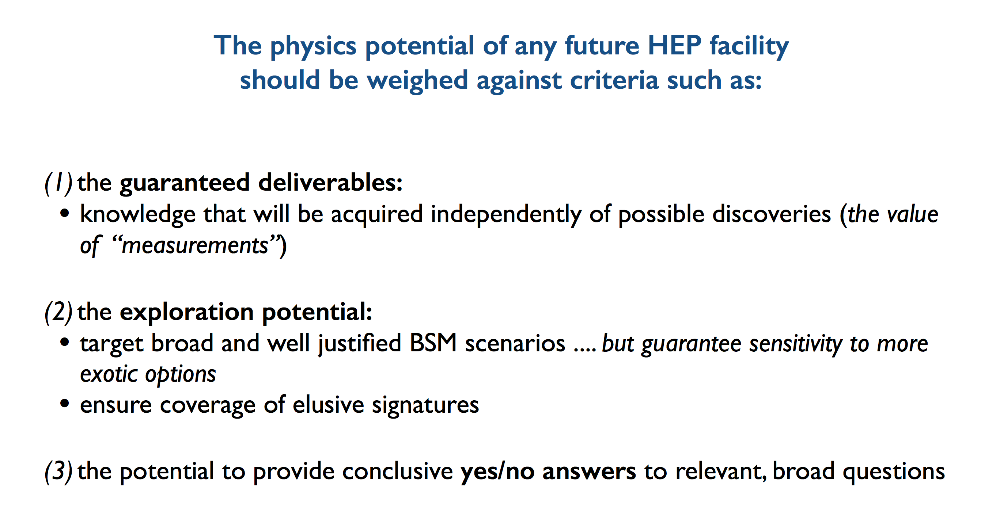 The physics potential of any future HEP facility
should be weighed against criteria such as:
(1) the guaranteed deliverables:
• knowledge that will be acquired independently of possible discoveries (the value
of “measurements”)
(2) the exploration potential:
• target broad and well justified BSM scenarios .... but guarantee sensitivity to more
exotic options
• ensure coverage of elusive signatures
(3) the potential to provide conclusive yes/no answers to relevant, broad questions